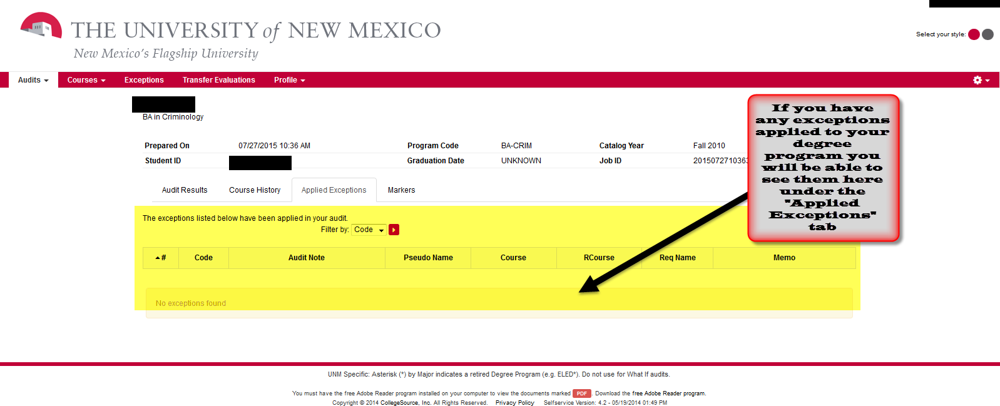 THE UNIVERSITY of NEW MEXICO
New Mexico's Flagship University
Select your style:
Audits Courses Exceptions Transfer Evaluations Profile
BA in Criminology
Prepared On 07/27/2015 10:36 AM Program Code BA-CRIM Catalog Year Fall 2010
Student ID Graduation Date UNKNOWN Job ID 2015072710363
If you have
any exceptions
applied to your
degree
program you
will be able to
see them here
under the
"Applied
Exceptions"
tab
Audit Results Course History Applied Exceptions Markers
The exceptions listed below have been applied in your audit.
Filter by: Code
# Code Audit Note Pseudo Name Course RCourse Req Name Memo
No exceptions found
UNM Specific: Asterisk (*) by Major indicates a retired Degree Program (e.g. ELED*). Do not use for What If audits.
You must have the free Adobe Reader program installed on your computer to view the documents marked PDF. Download the free Adobe Reader program.
Copyright © 2014 CollegeSource, Inc. All Rights Reserved. Privacy Policy Selfservice Version: 4.2 - 05/19/2014 01:49 PM